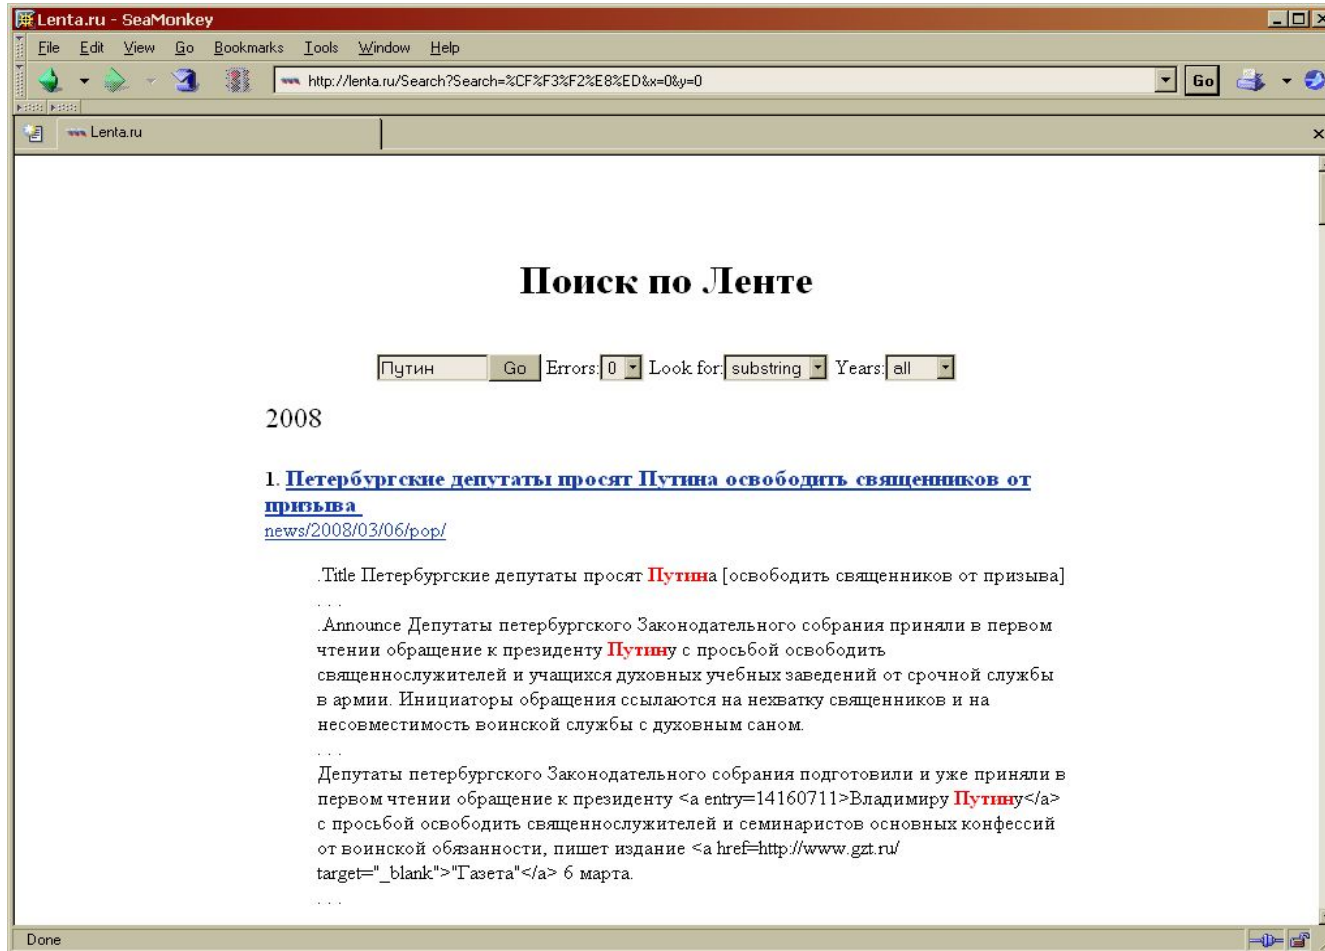 Lenta.ru - SeaMonkey
File Edit View Go Bookmarks Tools Window Help
http://lenta.ru/Search?Search=%CF%F3%F2%E8%ED&x=0&y=0 Go
Lenta.ru
Поиск по Ленте
Путин Go Errors: 0 Look for: substring Years: all
2008
1. Петербургские депутаты просят Путина освободить священников от
призыва
news/2008/03/06/pop/
.Title Петербургские депутаты просят Путина [освободить священников от призыва]
. . .
.Announce Депутаты петербургского Законодательного собрания приняли в первом
чтении обращение к президенту Путину с просьбой освободить
священнослужителей и учащихся духовных учебных заведений от срочной службы
в армии. Инициаторы обращения ссылаются на нехватку священников и на
несовместимость воинской службы с духовным саном.
. . .
Депутаты петербургского Законодательного собрания подготовили и уже приняли в
первом чтении обращение к президенту <a entry=14160711>Владимиру Путину</a>
с просьбой освободить священнослужителей и семинаристов основных конфессий
от воинской обязанности, пишет издание <a href=http://www.gzt.ru/
target="_blank">"Газета"</a> 6 марта.
. . .
Done